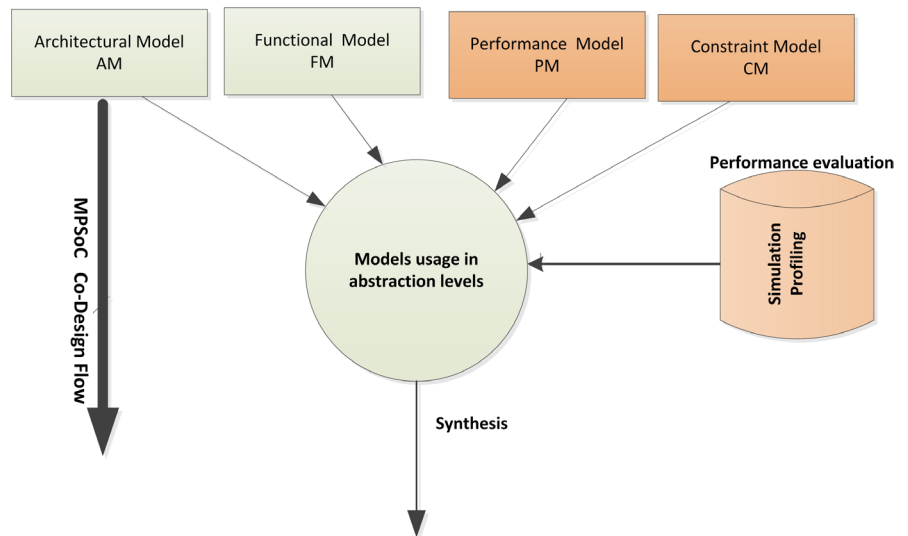 Architectural Model
AM
Functional Model
FM
Performance Model
PM
Constraint Model
CM
Performance evaluation
Simulation
Profiling
MPSoC Co-Design Flow
Models usage in
abstraction levels
Synthesis